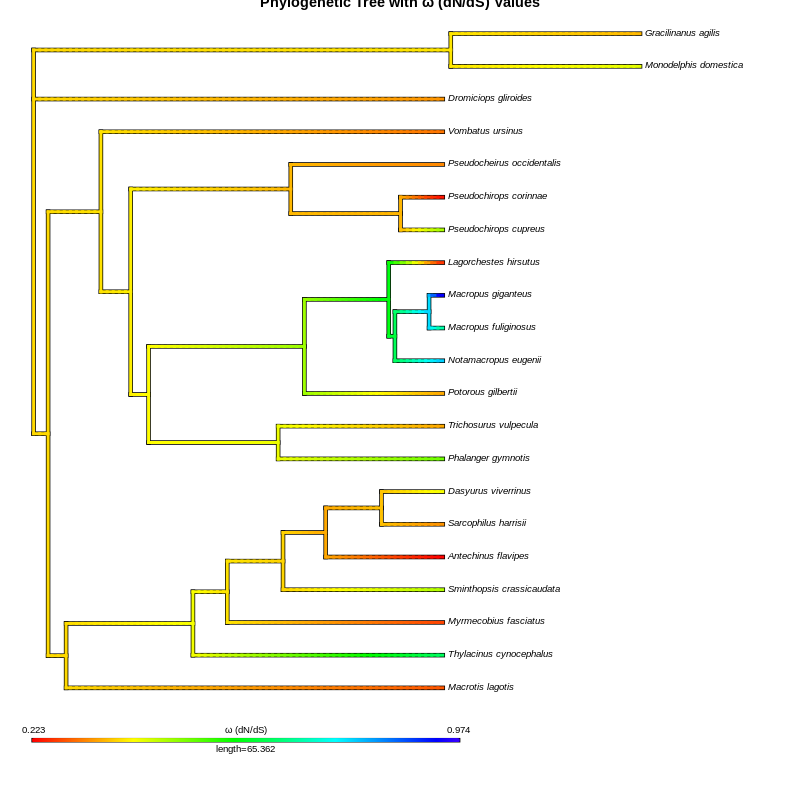 Phylogenetic Tree with ω (dN/dS) Values
Gracilinanus agilis
Monodelphis domestica
Dromiciops gliroides
Vombatus ursinus
Pseudocheirus occidentalis
Pseudochirops corinnae
Pseudochirops cupreus
Lagorchestes hirsutus
Macropus giganteus
Macropus fuliginosus
Notamacropus eugenii
Potorous gilbertii
Trichosurus vulpecula
Phalanger gymnotis
Dasyurus viverrinus
Sarcophilus harrisii
Antechinus flavipes
Sminthopsis crassicaudata
Myrmecobius fasciatus
Thylacinus cynocephalus
Macrotis lagotis
0.223 ω (dN/dS) 0.974
length=65.362